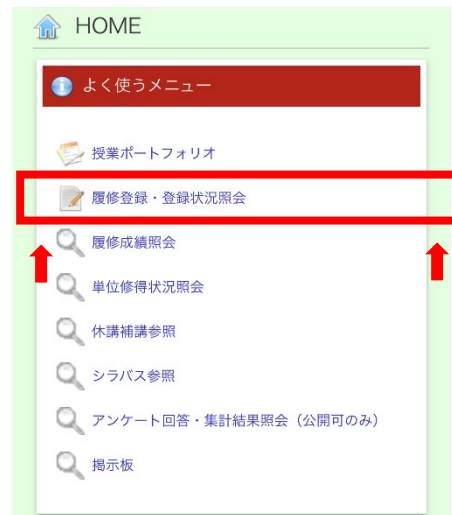 HOME
よく使うメニュー
授業ポートフォリオ
履修登録・登録状況照会
履修成績照会
単位修得状況照会
休講補講参照
シラバス参照
アンケート回答・集計結果照会（公開可のみ）
掲示板